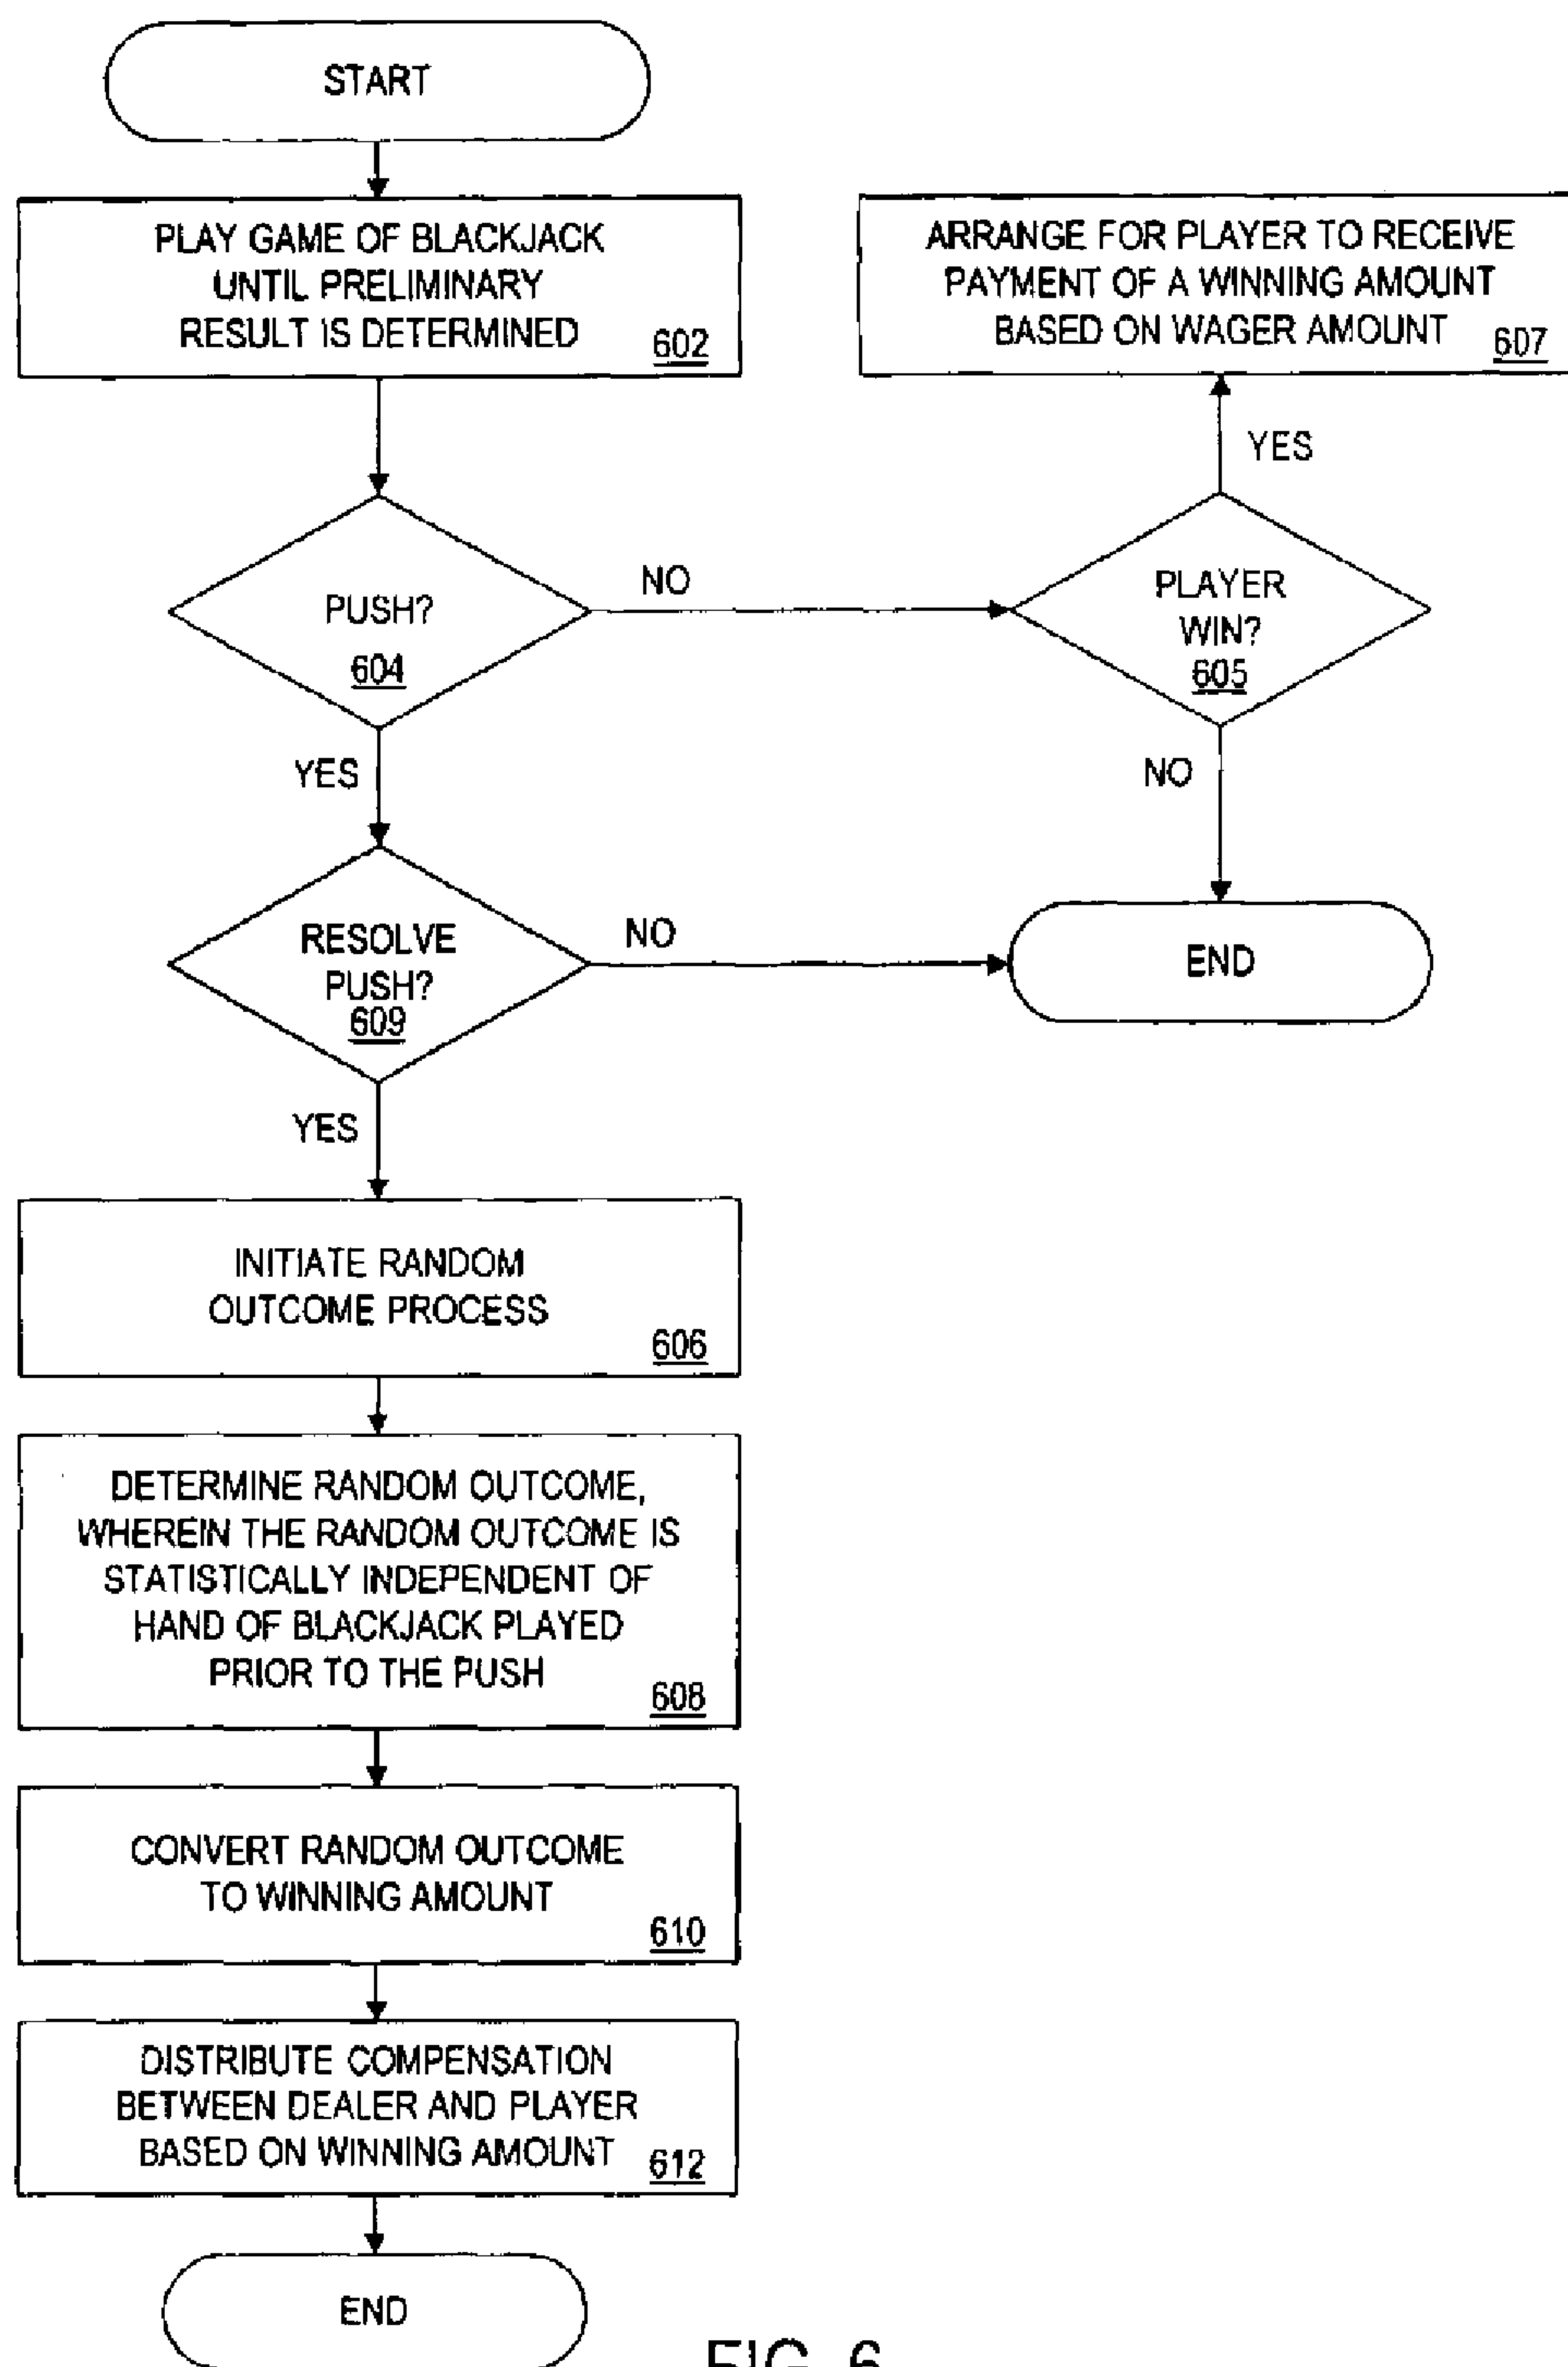 START
PLAY GAME OF BLACKJACK
UNTIL PRELIMINARY
RESULT IS DETERMINED
602
ARRANGE FOR PLAYER TO RECEIVE
PAYMENT OF A WINNING AMOUNT
BASED ON WAGER AMOUNT
607
YES
PUSH?
604
NO
PLAYER
WIN?
605
YES
NO
RESOLVE
PUSH?
609
NO
END
YES
INITIATE RANDOM
OUTCOME PROCESS
606
DETERMINE RANDOM OUTCOME,
WHEREIN THE RANDOM OUTCOME IS
STATISTICALLY INDEPENDENT OF
HAND OF BLACKJACK PLAYED
PRIOR TO THE PUSH
608
CONVERT RANDOM OUTCOME
TO WINNING AMOUNT
610
DISTRIBUTE COMPENSATION
BETWEEN DEALER AND PLAYER
BASED ON WINNING AMOUNT
612
END
FIG. 6